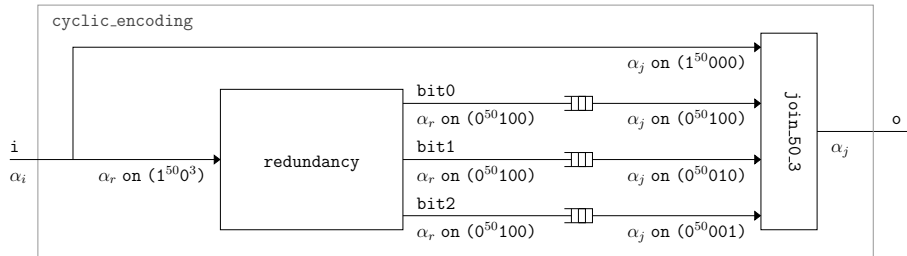 cyclic_encoding
α_j on (1^{50}000)
bit0
α_r on (0^{50}100)
α_j on (0^{50}100)
i
α_i
α_r on (1^{50}0^3)
redundancy
bit1
α_r on (0^{50}100)
α_j on (0^{50}010)
bit2
α_r on (0^{50}100)
α_j on (0^{50}001)
join_50_3
o
α_j